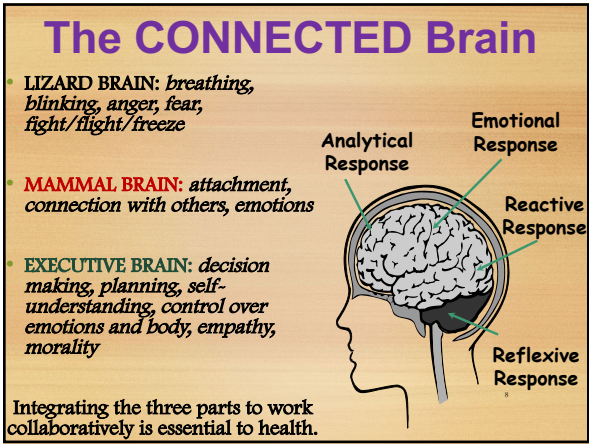 The CONNECTED Brain
• LIZARD BRAIN: breathing,
blinking, anger, fear,
fight/flight/freeze
• MAMMAL BRAIN: attachment,
connection with others, emotions
• EXECUTIVE BRAIN: decision
making, planning, self-
understanding, control over
emotions and body, empathy,
morality
Integrating the three parts to work
collaboratively is essential to health.
Analytical
Response
Emotional
Response
Reactive
Response
Reflexive
Response
8